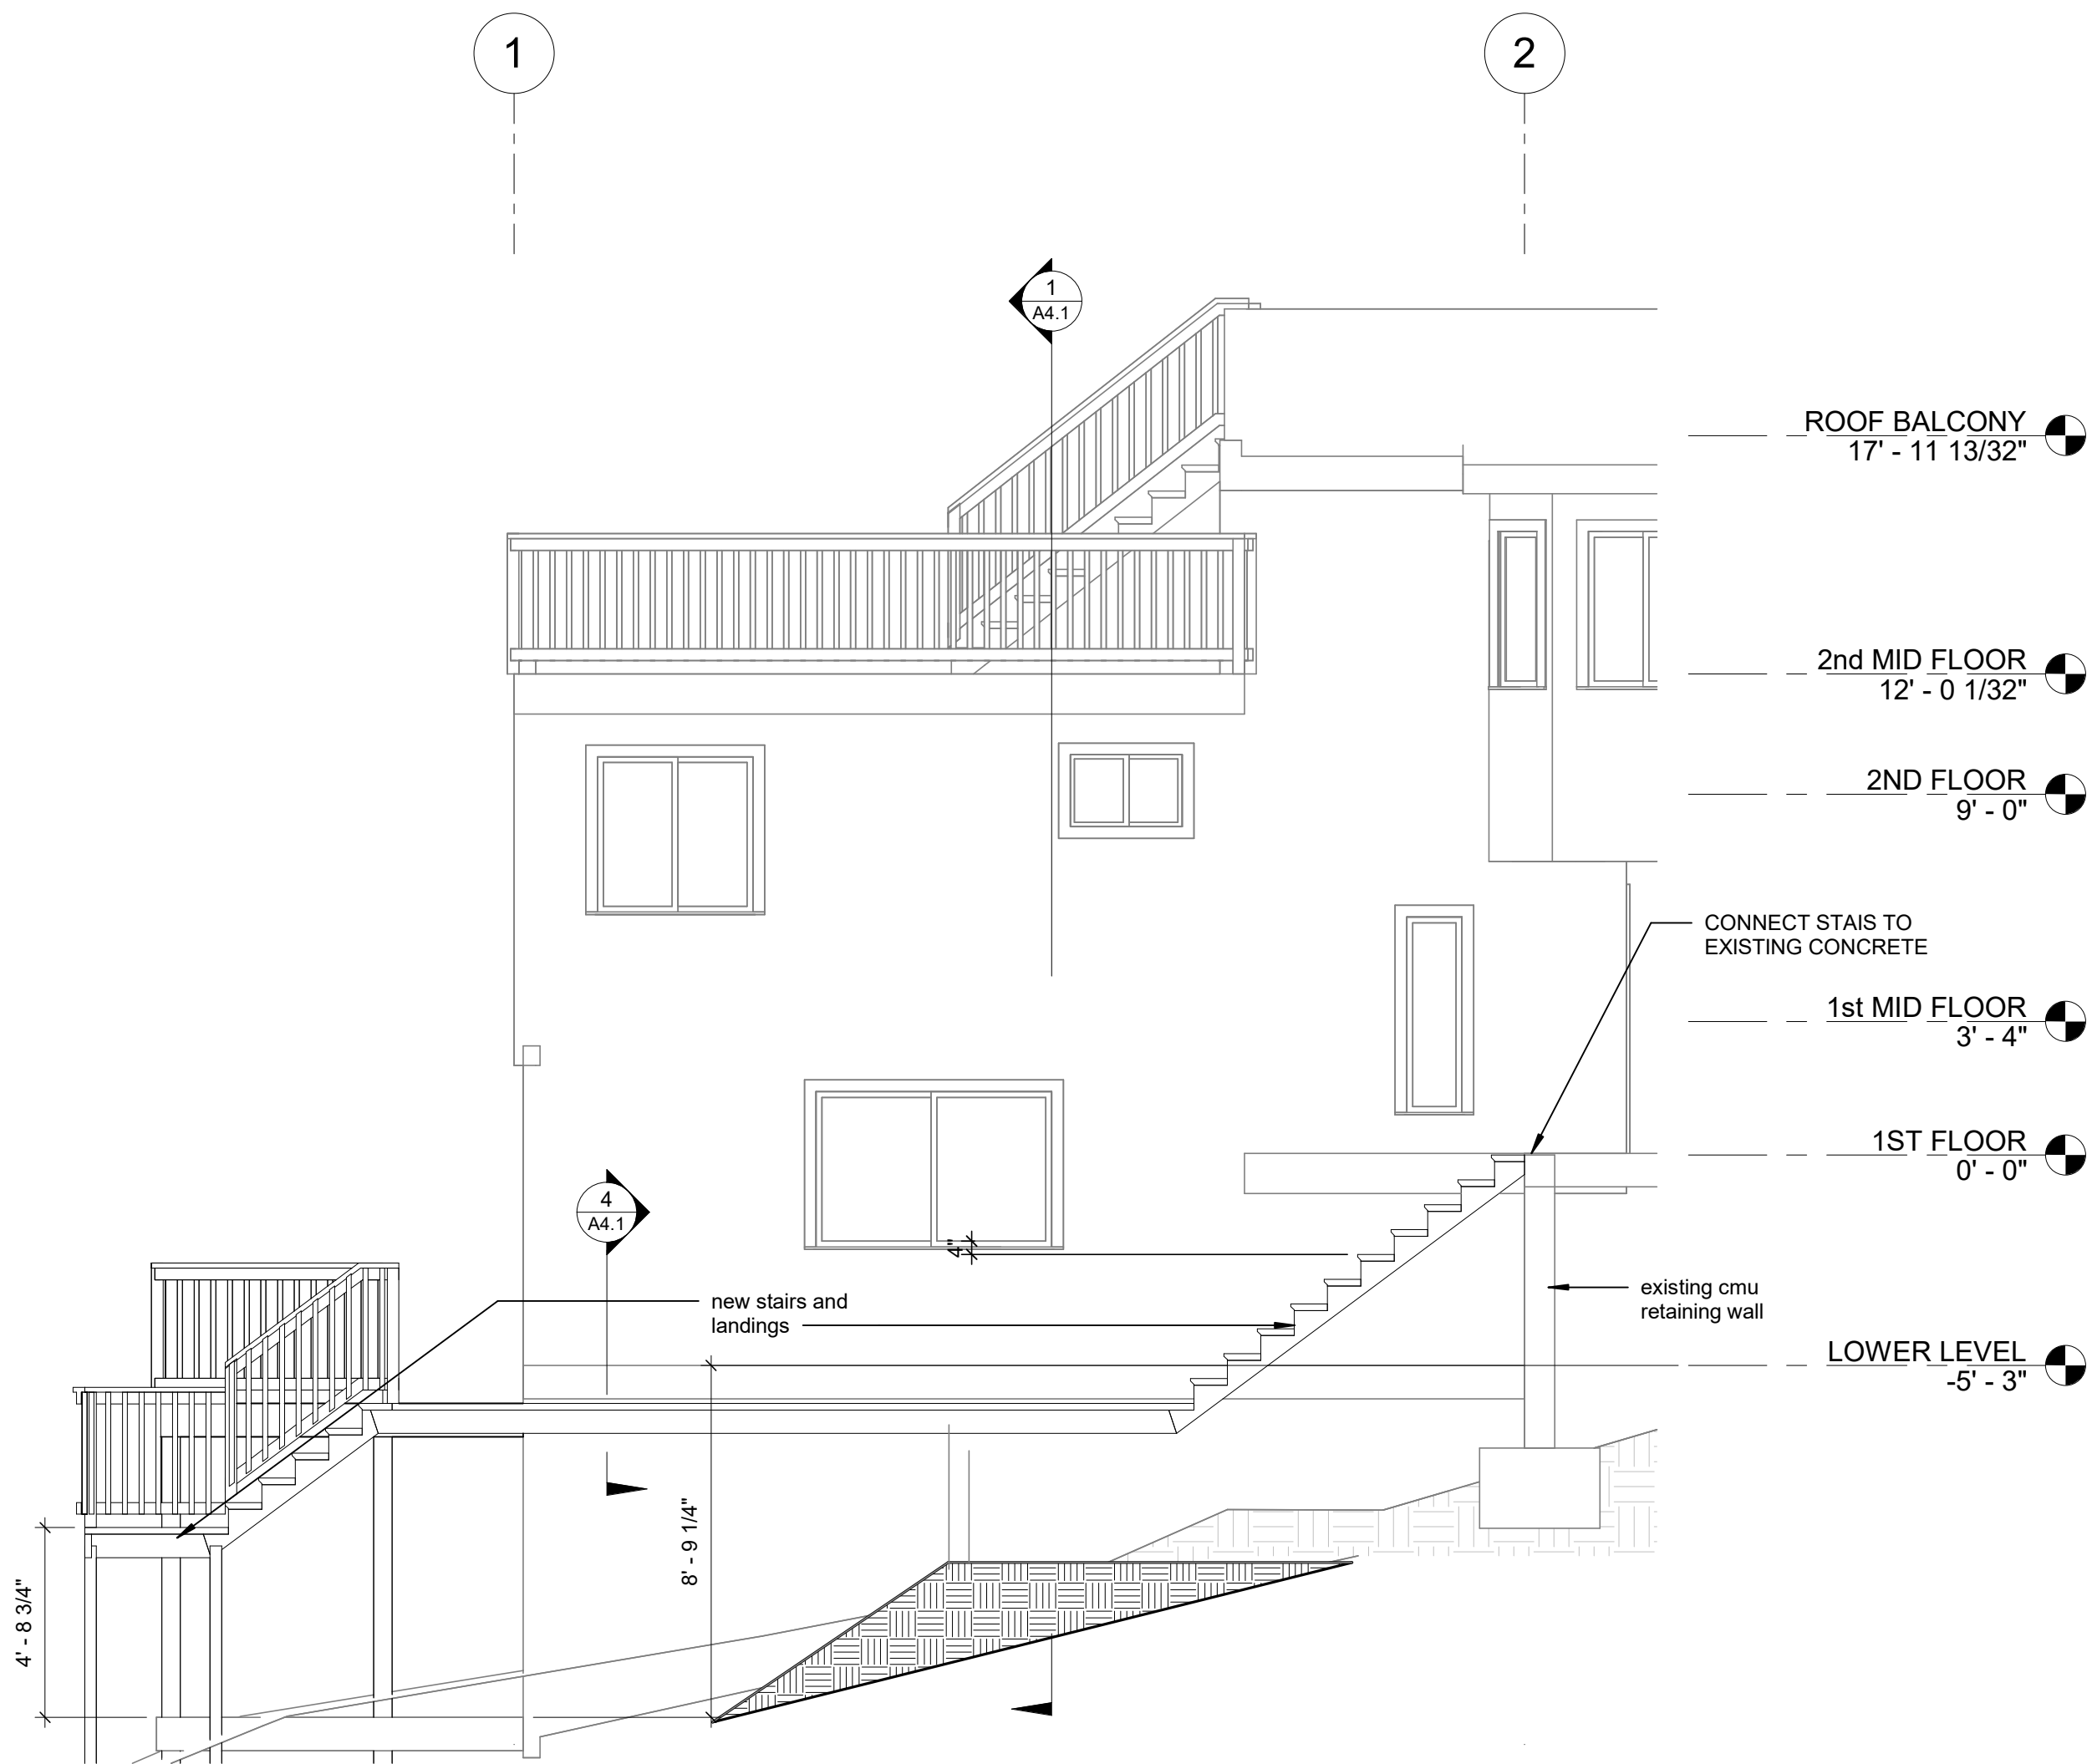 1
2
1
A4.1
ROOF BALCONY
17' - 11 13/32"
2nd MID FLOOR
12' - 0 1/32"
2ND FLOOR
9' - 0"
CONNECT STAIS TO
EXISTING CONCRETE
1st MID FLOOR
3' - 4"
1ST FLOOR
0' - 0"
4
A4.1
4"
new stairs and
landings
existing cmu
retaining wall
LOWER LEVEL
-5' - 3"
8' - 9 1/4"
4' - 8 3/4"